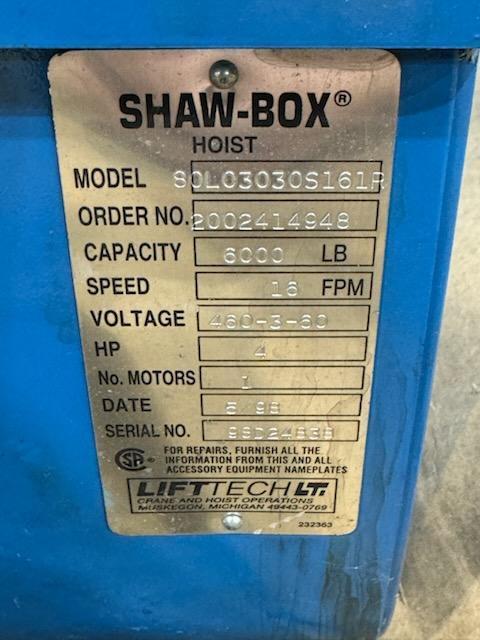 SHAW-BOX®
HOIST
MODEL 80L03030S161R
ORDER NO. 2002414948
CAPACITY 6000 LB
SPEED 16 FPM
VOLTAGE 460-3-60
HP 4
No. MOTORS 1
DATE
SERIAL NO.
SA
FOR REPAIRS, FURNISH ALL THE
INFORMATION FROM THIS AND ALL
ACCESSORY EQUIPMENT NAMEPLATES
LIFTTECH LT.
CRANE AND HOIST OPERATIONS
MUSKEGON, MICHIGAN 49443-0769
232363